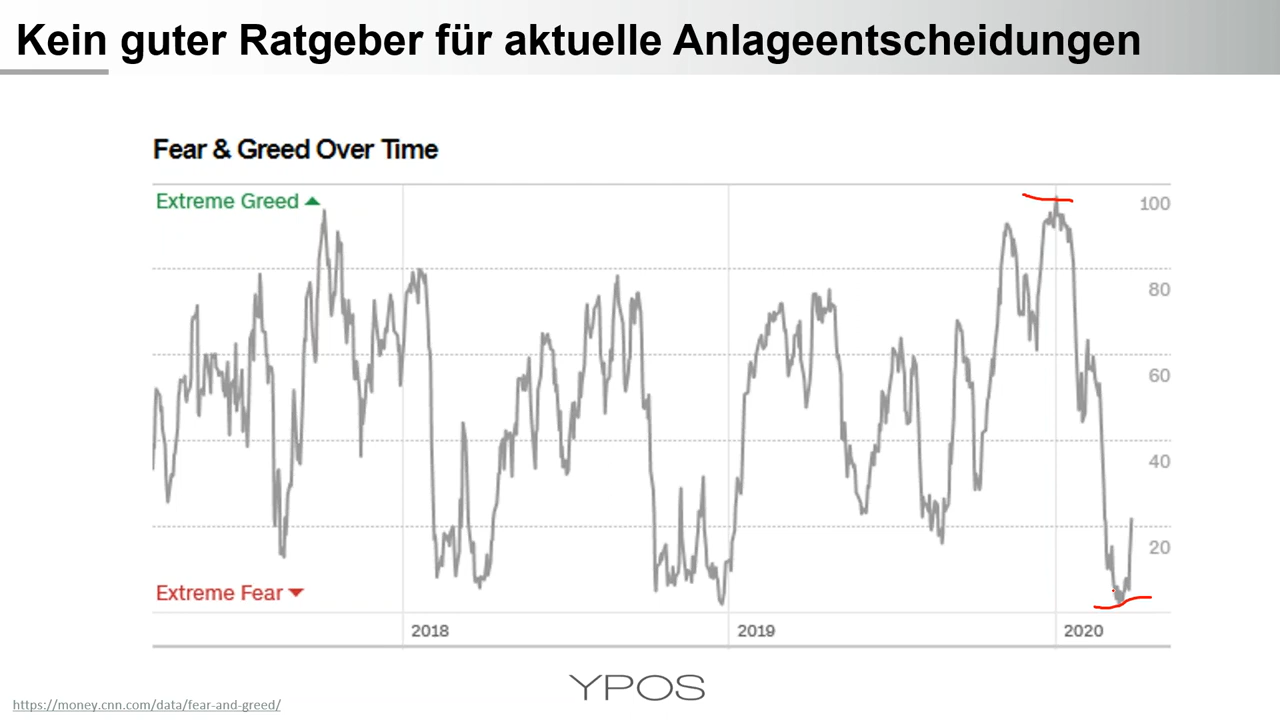 Kein guter Ratgeber für aktuelle Anlageentscheidungen
Fear & Greed Over Time
Extreme Greed ▲
100
80
60
40
20
Extreme Fear ▼
2018
2019
2020
YPOS
https://money.cnn.com/data/fear-and-greed/